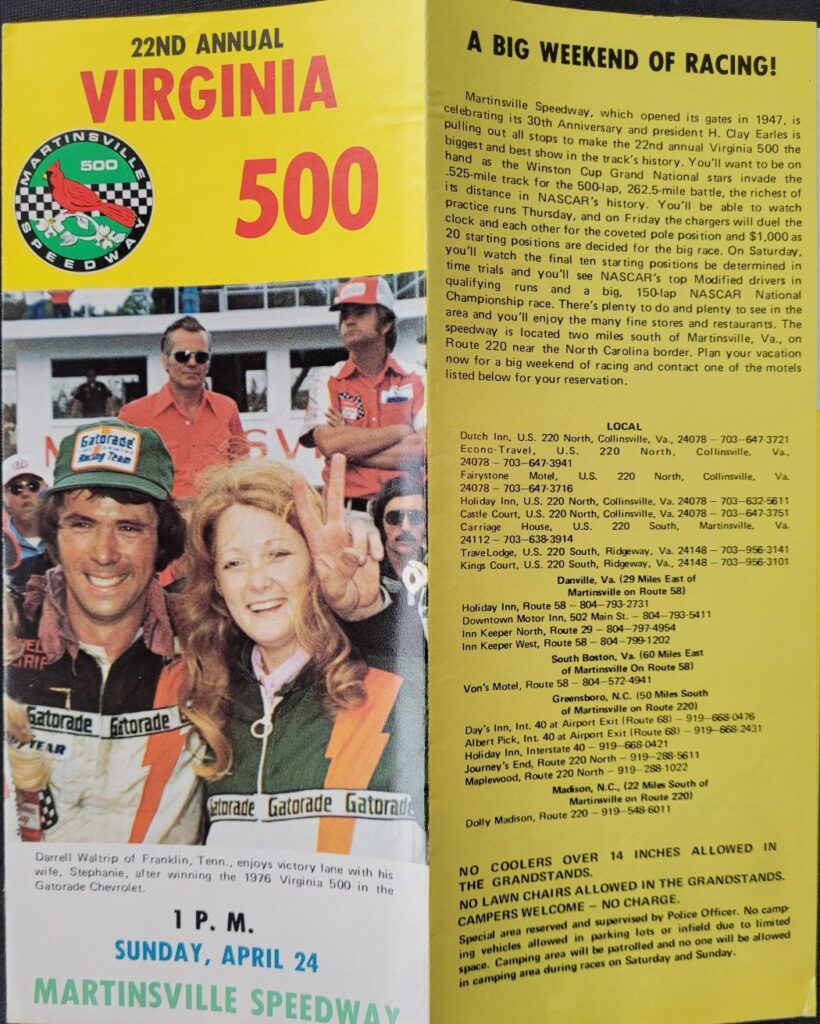 22ND ANNUAL
VIRGINIA
500
MARTINSVILLE
500
SPEEDWAY
Gatorade
Racing Team
Gatorade Gatorade
YEAR
Gatorade Gatorade Gatorade
Darrell Waltrip of Franklin, Tenn., enjoys victory lane with his
wife, Stephanie, after winning the 1976 Virginia 500 in the
Gatorade Chevrolet.
1 P. M.
SUNDAY, APRIL 24
MARTINSVILLE SPEEDWAY
A BIG WEEKEND OF RACING!
Martinsville Speedway, which opened its gates in 1947, is
celebrating its 30th Anniversary and president H. Clay Earles is
pulling out all stops to make the 22nd annual Virginia 500 the
biggest and best show in the track's history. You'll want to be on
hand as the Winston Cup Grand National stars invade the
.525-mile track for the 500-lap, 262.5-mile battle, the richest of
its distance in NASCAR's history. You'll be able to watch
practice runs Thursday, and on Friday the chargers will duel the
clock and each other for the coveted pole position and $1,000 as
20 starting positions are decided for the big race. On Saturday,
you'll watch the final ten starting positions be determined in
time trials and you'll see NASCAR's top Modified drivers in
qualifying runs and a big, 150-lap NASCAR National
Championship race. There's plenty to do and plenty to see in the
area and you'll enjoy the many fine stores and restaurants. The
speedway is located two miles south of Martinsville, Va., on
Route 220 near the North Carolina border. Plan your vacation
now for a big weekend of racing and contact one of the motels
listed below for your reservation.
LOCAL
Dutch Inn, U.S. 220 North, Collinsville, Va., 24078 – 703–647-3721
Econo-Travel, U.S. 220 North, Collinsville, Va.,
24078 – 703–647-3941
Fairystone Motel, U.S. 220 North, Collinsville, Va.
24078 – 703–647-3716
Holiday Inn, U.S. 220 North, Collinsville, Va. 24078 – 703–632-5611
Castle Court, U.S. 220 North, Collinsville, Va. 24078 – 703–647-3751
Carriage House, U.S. 220 South, Martinsville, Va.
24112 – 703–638-3914
TraveLodge, U.S. 220 South, Ridgeway, Va. 24148 – 703–956-3141
Kings Court, U.S. 220 South, Ridgeway, Va. 24148 – 703–956-3101
Danville, Va. (29 Miles East of
Martinsville on Route 58)
Holiday Inn, Route 58 – 804–793-2731
Downtown Motor Inn, 502 Main St. – 804–793-5411
Inn Keeper North, Route 29 – 804–797-4954
Inn Keeper West, Route 58 – 804–799-1202
South Boston, Va. (60 Miles East
of Martinsville On Route 58)
Von's Motel, Route 58 – 804–572-4941
Greensboro, N.C. (50 Miles South
of Martinsville on Route 220)
Day's Inn, Int. 40 at Airport Exit (Route 68) – 919–668-0476
Albert Pick, Int. 40 at Airport Exit (Route 68) – 919–668-2431
Holiday Inn, Interstate 40 – 919–668-0421
Journey's End, Route 220 North – 919–288-5611
Maplewood, Route 220 North – 919–288-1022
Madison, N.C., (22 Miles South of
Martinsville on Route 220)
Dolly Madison, Route 220 – 919–548-6011
NO COOLERS OVER 14 INCHES ALLOWED IN
THE GRANDSTANDS.
NO LAWN CHAIRS ALLOWED IN THE GRANDSTANDS.
CAMPERS WELCOME – NO CHARGE.
Special area reserved and supervised by Police Officer. No camp-
ing vehicles allowed in parking lots or infield due to limited
space. Camping area will be patrolled and no one will be allowed
in camping area during races on Saturday and Sunday.